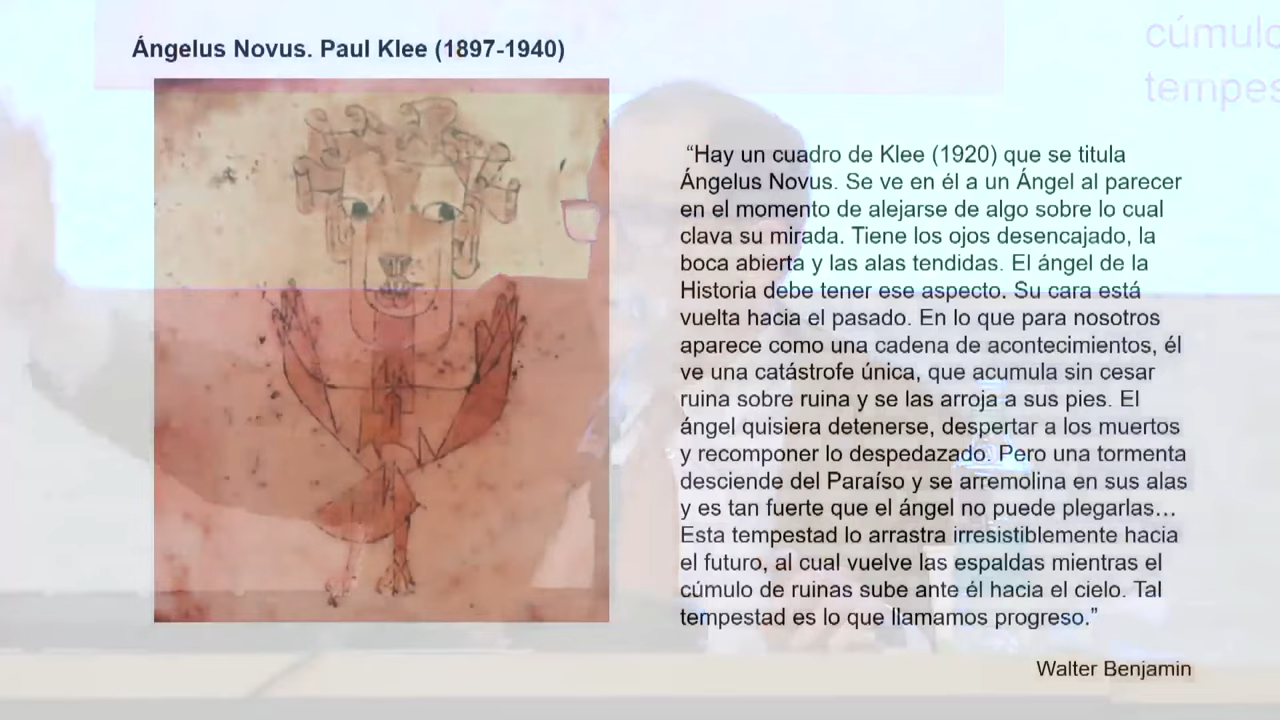 Ángelus Novus. Paul Klee (1897-1940)
cúmulo
tempes
“Hay un cuadro de Klee (1920) que se titula
Ángelus Novus. Se ve en él a un Ángel al parecer
en el momento de alejarse de algo sobre lo cual
clava su mirada. Tiene los ojos desencajado, la
boca abierta y las alas tendidas. El ángel de la
Historia debe tener ese aspecto. Su cara está
vuelta hacia el pasado. En lo que para nosotros
aparece como una cadena de acontecimientos, él
ve una catástrofe única, que acumula sin cesar
ruina sobre ruina y se las arroja a sus pies. El
ángel quisiera detenerse, despertar a los muertos
y recomponer lo despedazado. Pero una tormenta
desciende del Paraíso y se arremolina en sus alas
y es tan fuerte que el ángel no puede plegarlas…
Esta tempestad lo arrastra irresistiblemente hacia
el futuro, al cual vuelve las espaldas mientras el
cúmulo de ruinas sube ante él hacia el cielo. Tal
tempestad es lo que llamamos progreso.”
Walter Benjamin